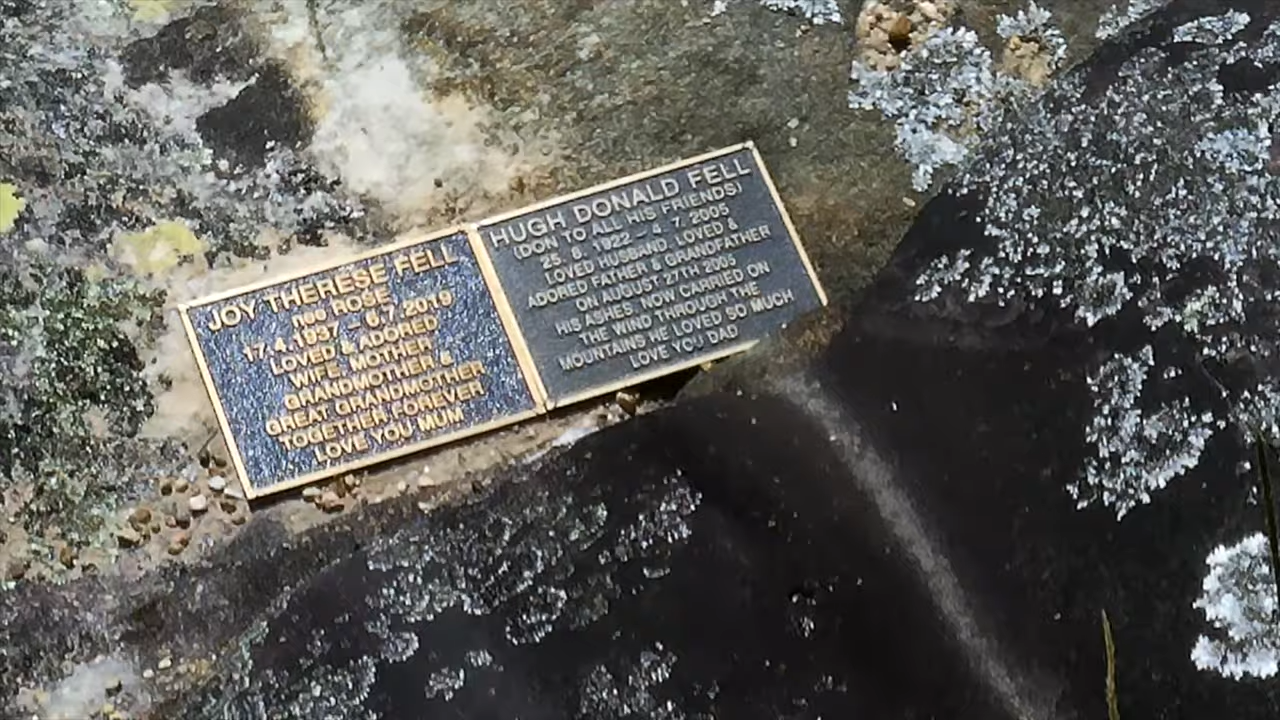 JOY THERESE FELL
nee ROSE
17.4.1937 – 6.7.2019
LOVED & ADORED
WIFE, MOTHER
GRANDMOTHER &
GREAT GRANDMOTHER
TOGETHER FOREVER
LOVE YOU MUM
HUGH DONALD FELL
(DON TO ALL HIS FRIENDS)
25. 8. 1922 – 4. 7. 2005
LOVED HUSBAND, LOVED &
ADORED FATHER & GRANDFATHER
ON AUGUST 27TH 2005
HIS ASHES, NOW CARRIED ON
THE WIND THROUGH THE
MOUNTAINS HE LOVED SO MUCH
LOVE YOU DAD